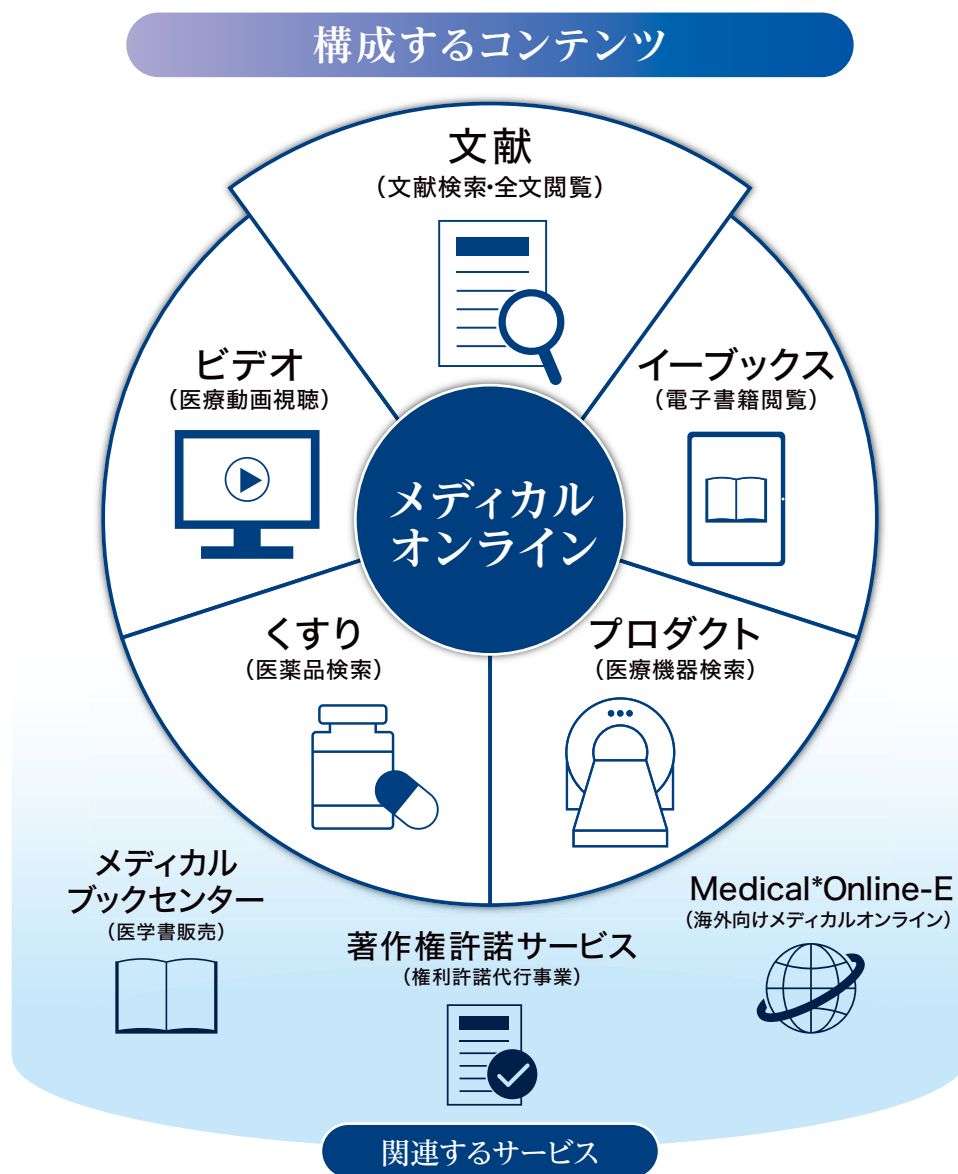 構成するコンテンツ
文献
（文献検索・全文閲覧）
ビデオ
（医療動画視聴）
イーブックス
（電子書籍閲覧）
メディカル
オンライン
くすり
（医薬品検索）
プロダクト
（医療機器検索）
メディカル
ブックセンター
（医学書販売）
著作権許諾サービス
（権利許諾代行事業）
Medical*Online-E
（海外向けメディカルオンライン）
関連するサービス